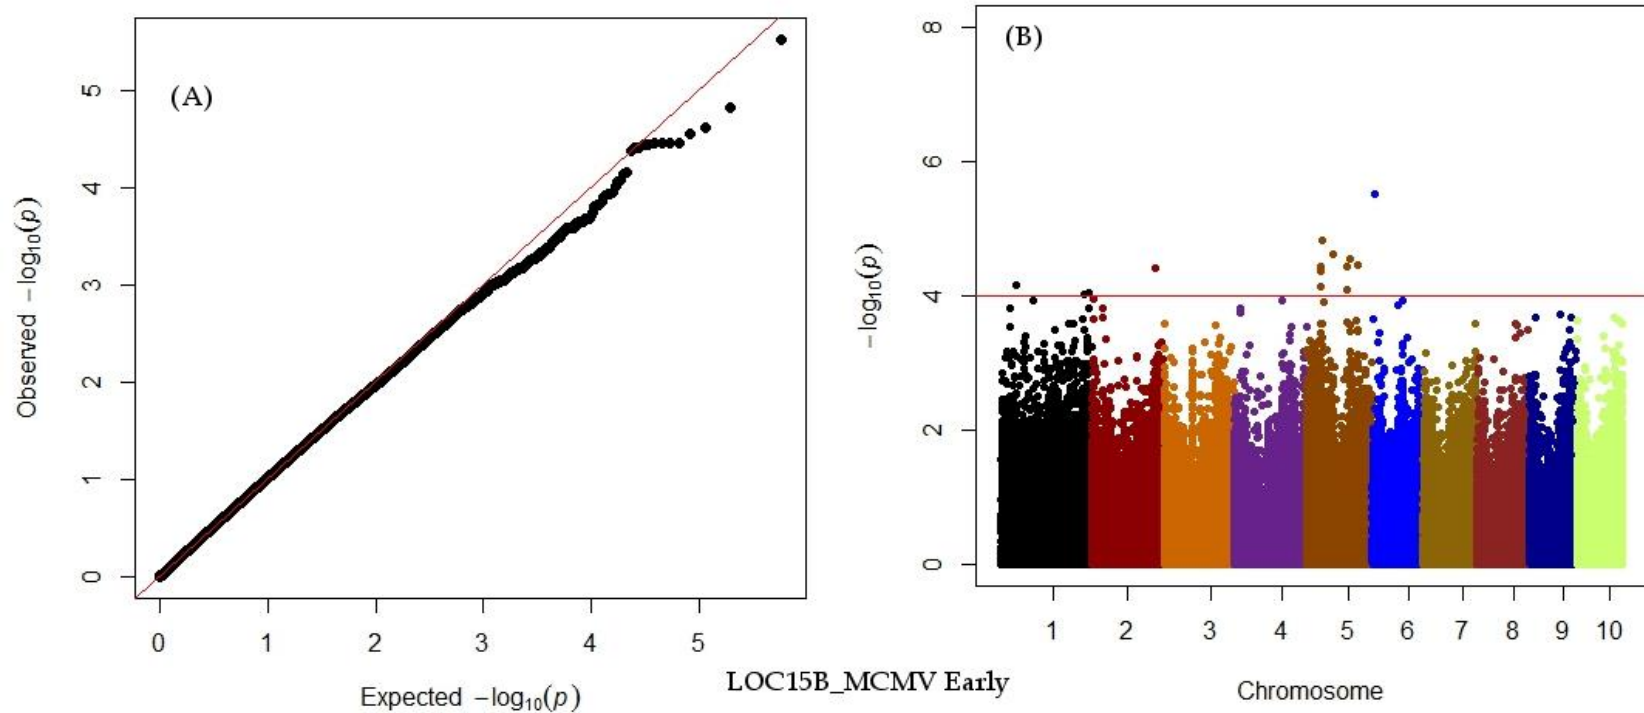 (A)
Observed −log10(p)
5
4
3
2
1
0
0 1 2 3 4 5
Expected −log10(p)
(B)
−log10(p)
8
6
4
2
0
1 2 3 4 5 6 7 8 9 10
Chromosome
LOC15B_MCMV Early